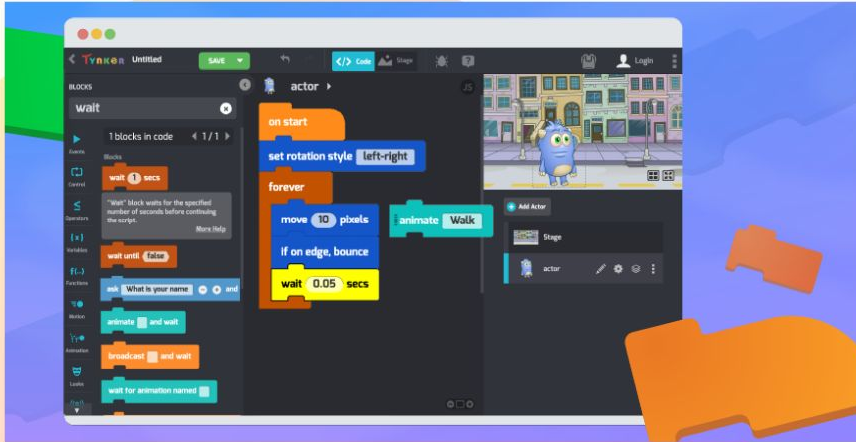 Tynker Untitled SAVE </> Code Stage Login
BLOCKS
actor
JS
wait
1 blocks in code 1/1
Blocks
wait 1 secs
"Wait" block waits for the specified
number of seconds before continuing
the script.
More Help
wait until false
ask What is your name and
animate and wait
broadcast and wait
wait for animation named
Events
Control
Operators
{x}
Variables
f(...)
Functions
Motion
Animation
Looks
on start
set rotation style left-right
forever
move 10 pixels
animate Walk
if on edge, bounce
wait 0.05 secs
Add Actor
Stage
actor